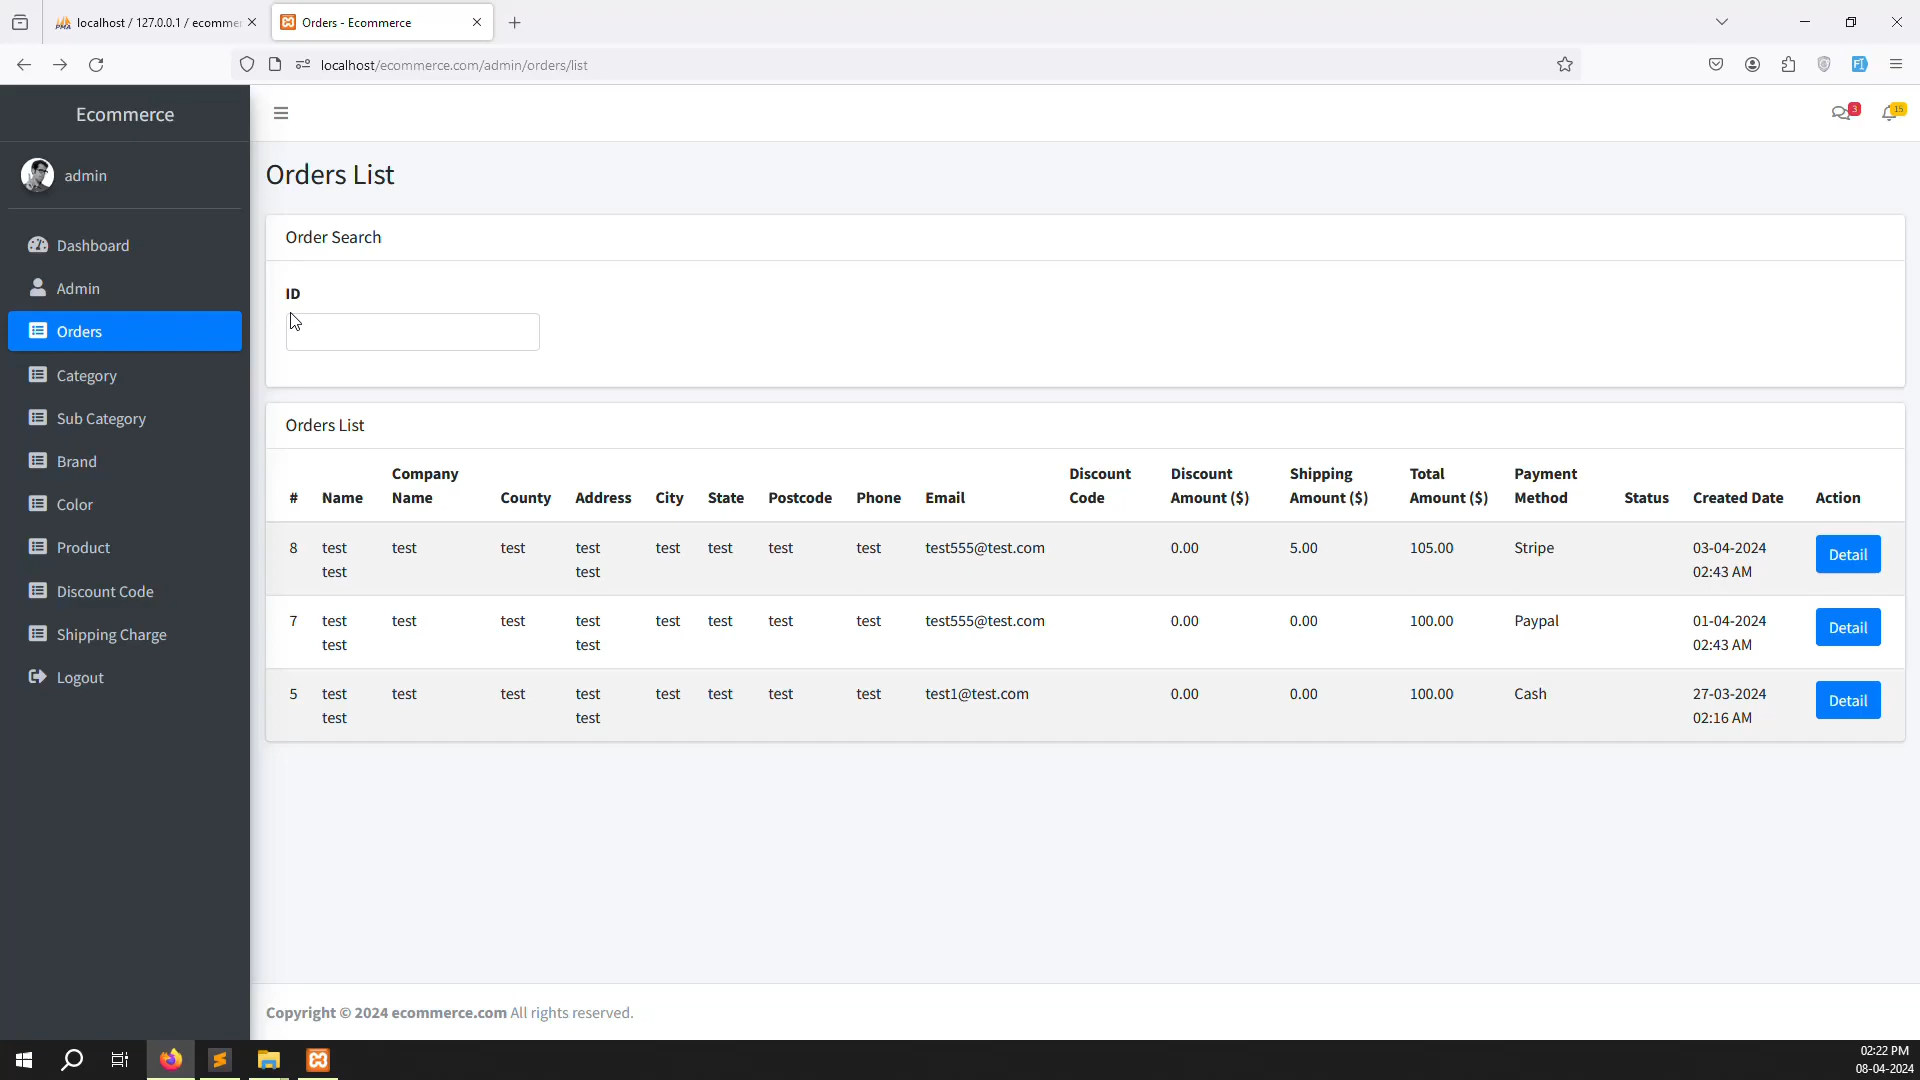 localhost / 127.0.0.1 / ecomme
Orders - Ecommerce
localhost/ecommerce.com/admin/orders/list
Ecommerce
3
15
admin
Orders List
Dashboard
Admin
Orders
Category
Sub Category
Brand
Color
Product
Discount Code
Shipping Charge
Logout
Order Search
ID
Orders List
# Name Company Name County Address City State Postcode Phone Email Discount Code Discount Amount ($) Shipping Amount ($) Total Amount ($) Payment Method Status Created Date Action
8 test test test test test test test test test test test555@test.com 0.00 5.00 105.00 Stripe 03-04-2024 02:43 AM Detail
7 test test test test test test test test test test test555@test.com 0.00 0.00 100.00 Paypal 01-04-2024 02:43 AM Detail
5 test test test test test test test test test test test1@test.com 0.00 0.00 100.00 Cash 27-03-2024 02:16 AM Detail
Copyright © 2024 ecommerce.com All rights reserved.
02:22 PM
08-04-2024